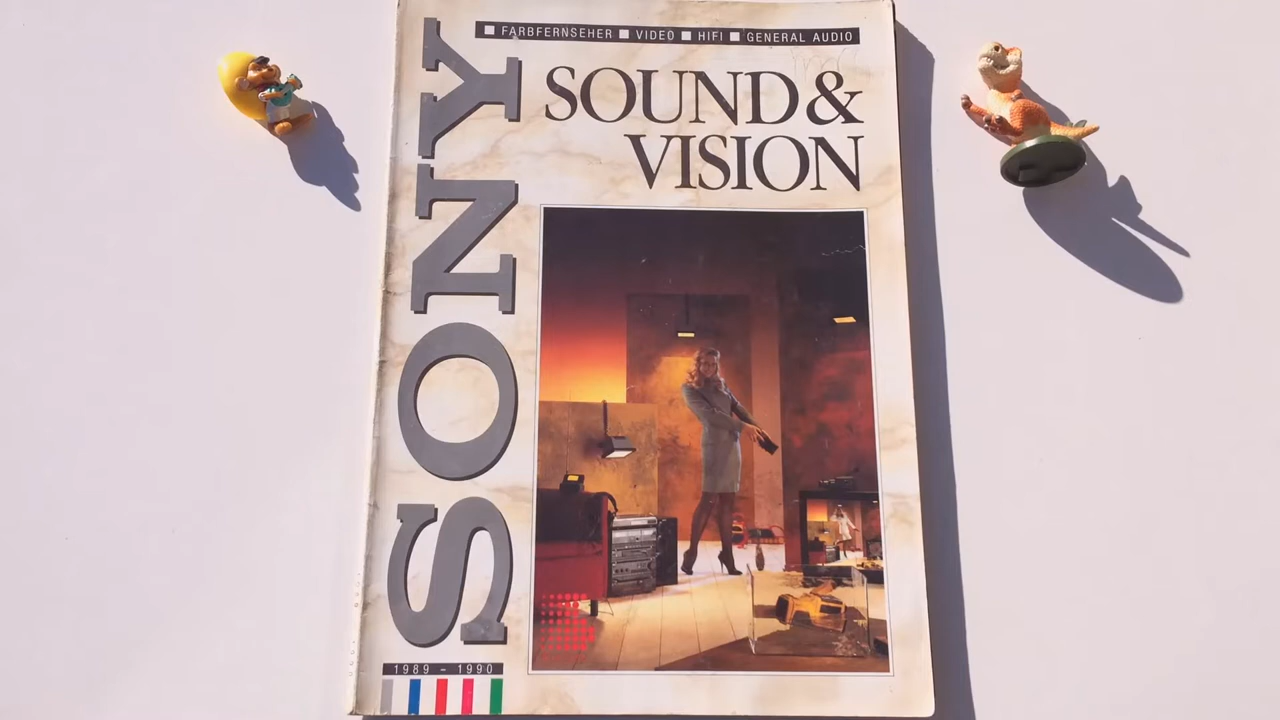 ■ FARBFERNSEHER ■ VIDEO ■ HIFI ■ GENERAL AUDIO
SONY
SOUND &
VISION
1989 - 1990